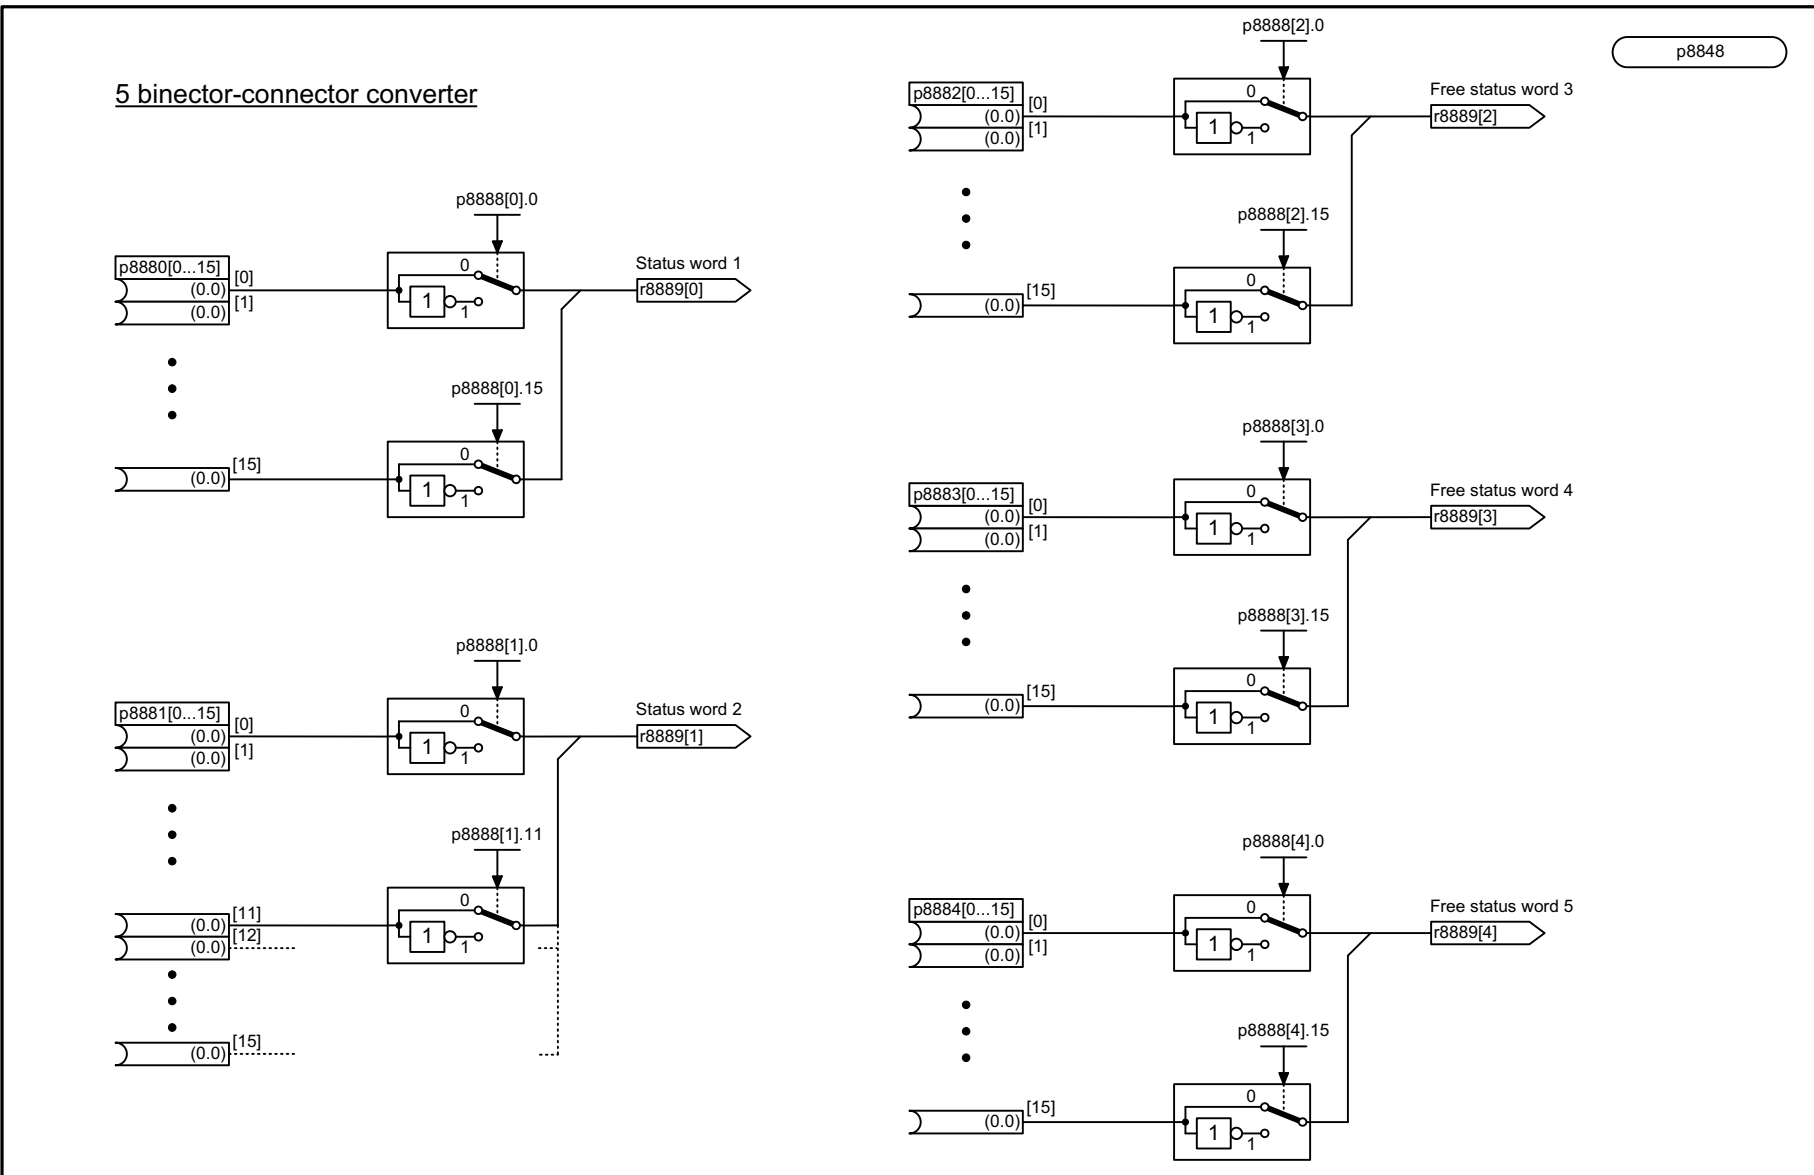 5 binector-connector converter
p8848
p8888[0].0
p8880[0...15]
[0]
(0.0)
[1]
(0.0)
0
1
1
Status word 1
r8889[0]
p8888[0].15
[15]
(0.0)
0
1
1
p8888[1].0
p8881[0...15]
[0]
(0.0)
[1]
(0.0)
0
1
1
Status word 2
r8889[1]
p8888[1].11
[11]
(0.0)
[12]
(0.0)
0
1
1
[15]
(0.0)
p8888[2].0
p8882[0...15]
[0]
(0.0)
[1]
(0.0)
0
1
1
Free status word 3
r8889[2]
p8888[2].15
[15]
(0.0)
0
1
1
p8888[3].0
p8883[0...15]
[0]
(0.0)
[1]
(0.0)
0
1
1
Free status word 4
r8889[3]
p8888[3].15
[15]
(0.0)
0
1
1
p8888[4].0
p8884[0...15]
[0]
(0.0)
[1]
(0.0)
0
1
1
Free status word 5
r8889[4]
p8888[4].15
[15]
(0.0)
0
1
1